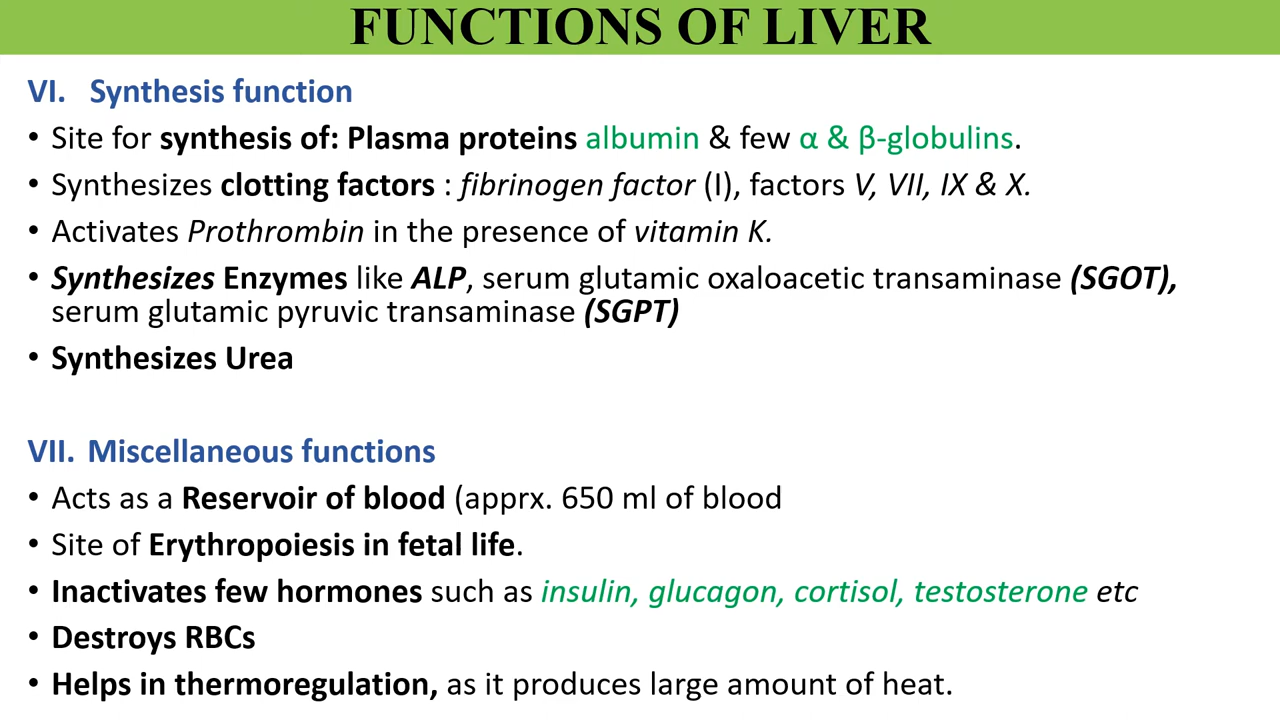 FUNCTIONS OF LIVER
VI. Synthesis function
• Site for synthesis of: Plasma proteins albumin & few α & β-globulins.
• Synthesizes clotting factors : fibrinogen factor (I), factors V, VII, IX & X.
• Activates Prothrombin in the presence of vitamin K.
• Synthesizes Enzymes like ALP, serum glutamic oxaloacetic transaminase (SGOT),
serum glutamic pyruvic transaminase (SGPT)
• Synthesizes Urea
VII. Miscellaneous functions
• Acts as a Reservoir of blood (apprx. 650 ml of blood
• Site of Erythropoiesis in fetal life.
• Inactivates few hormones such as insulin, glucagon, cortisol, testosterone etc
• Destroys RBCs
• Helps in thermoregulation, as it produces large amount of heat.